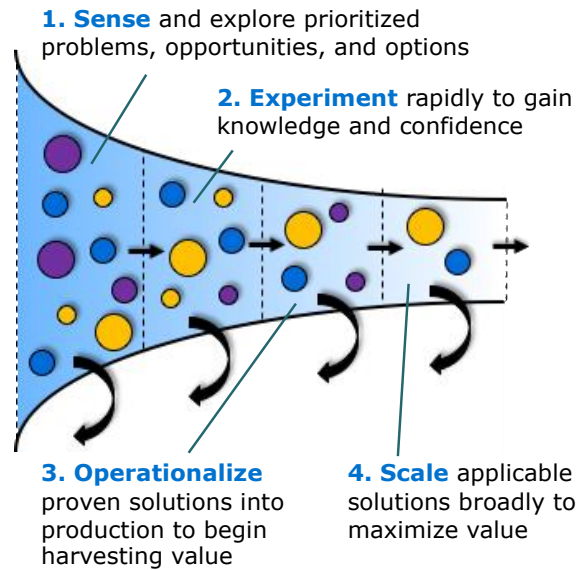 1. Sense and explore prioritized
problems, opportunities, and options
2. Experiment rapidly to gain
knowledge and confidence
3. Operationalize
proven solutions into
production to begin
harvesting value
4. Scale applicable
solutions broadly to
maximize value